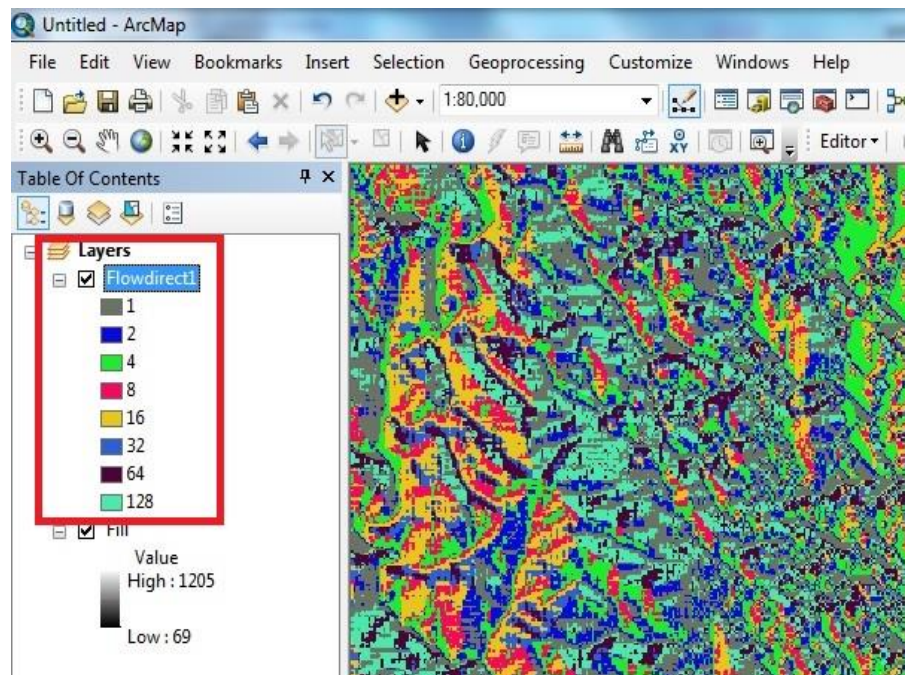 Untitled - ArcMap
File Edit View Bookmarks Insert Selection Geoprocessing Customize Windows Help
1:80,000
XY Editor
Table Of Contents
Layers
Flowdirect1
1
2
4
8
16
32
64
128
Fill
Value
High : 1205
Low : 69